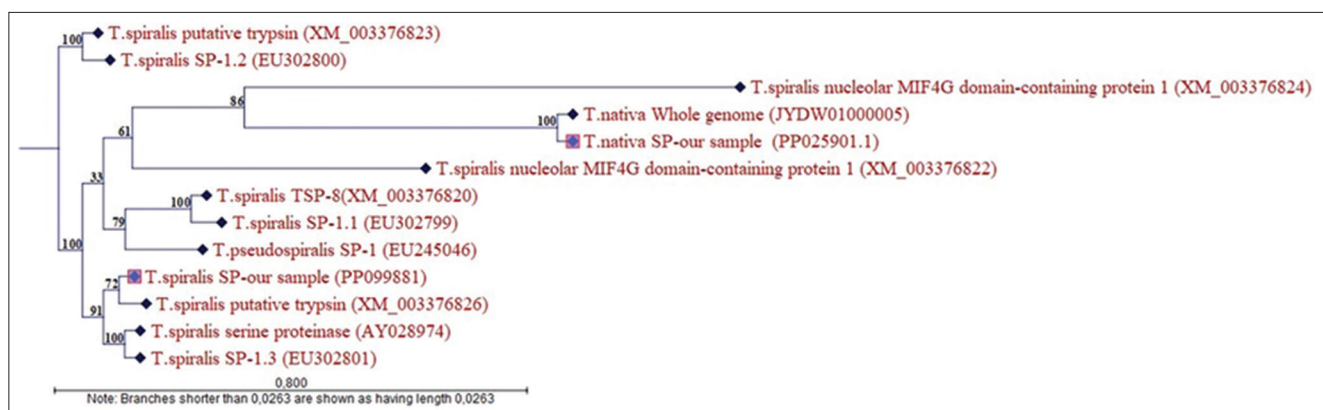 T.spiralis putative trypsin (XM_003376823)
100
T.spiralis SP-1.2 (EU302800)
T.spiralis nucleolar MIF4G domain-containing protein 1 (XM_003376824)
86
T.nativa Whole genome (JYDW01000005)
100
T.nativa SP-our sample (PP025901.1)
61
T.spiralis nucleolar MIF4G domain-containing protein 1 (XM_003376822)
33
T.spiralis TSP-8(XM_003376820)
100
T.spiralis SP-1.1 (EU302799)
79
T.pseudospiralis SP-1 (EU245046)
100
T.spiralis SP-our sample (PP099881)
72
T.spiralis putative trypsin (XM_003376826)
91
T.spiralis serine proteinase (AY028974)
100
T.spiralis SP-1.3 (EU302801)
0,800
Note: Branches shorter than 0,0263 are shown as having length 0,0263